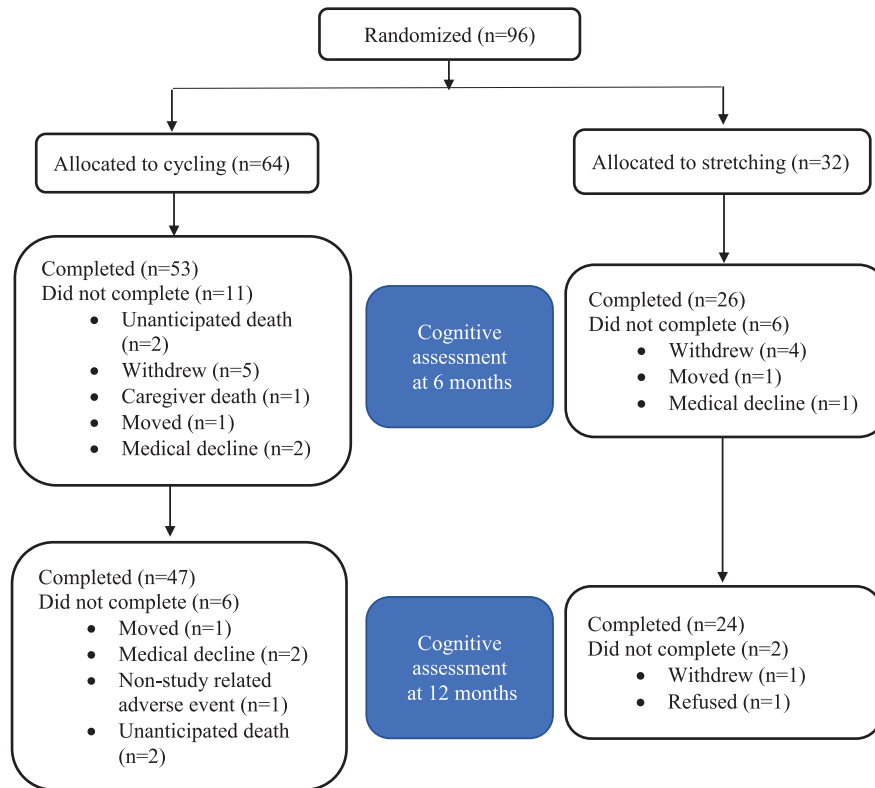 Randomized (n=96)
Allocated to cycling (n=64)
Allocated to stretching (n=32)
Completed (n=53)
Did not complete (n=11)
• Unanticipated death
(n=2)
• Withdrew (n=5)
• Caregiver death (n=1)
• Moved (n=1)
• Medical decline (n=2)
Cognitive
assessment
at 6 months
Completed (n=26)
Did not complete (n=6)
• Withdrew (n=4)
• Moved (n=1)
• Medical decline (n=1)
Completed (n=47)
Did not complete (n=6)
• Moved (n=1)
• Medical decline (n=2)
• Non-study related
adverse event (n=1)
• Unanticipated death
(n=2)
Cognitive
assessment
at 12 months
Completed (n=24)
Did not complete (n=2)
• Withdrew (n=1)
• Refused (n=1)